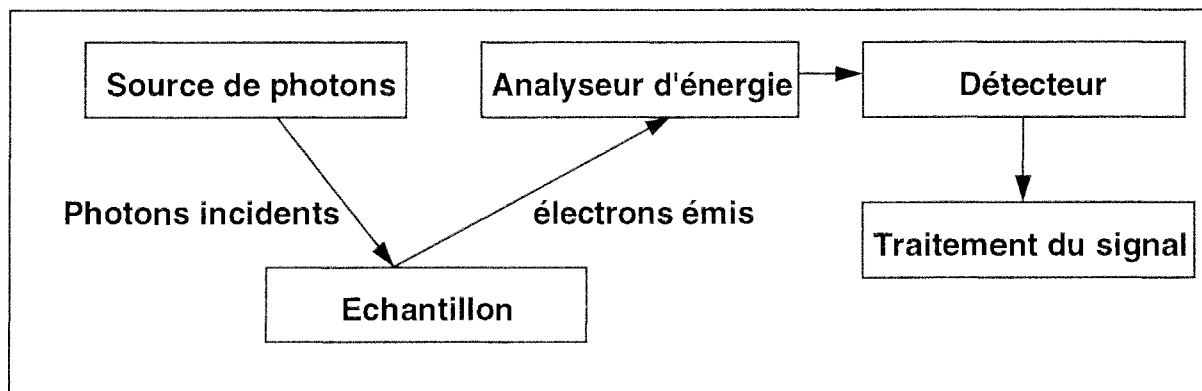 Source de photons
Analyseur d'énergie
Détecteur
Photons incidents
électrons émis
Traitement du signal
Echantillon